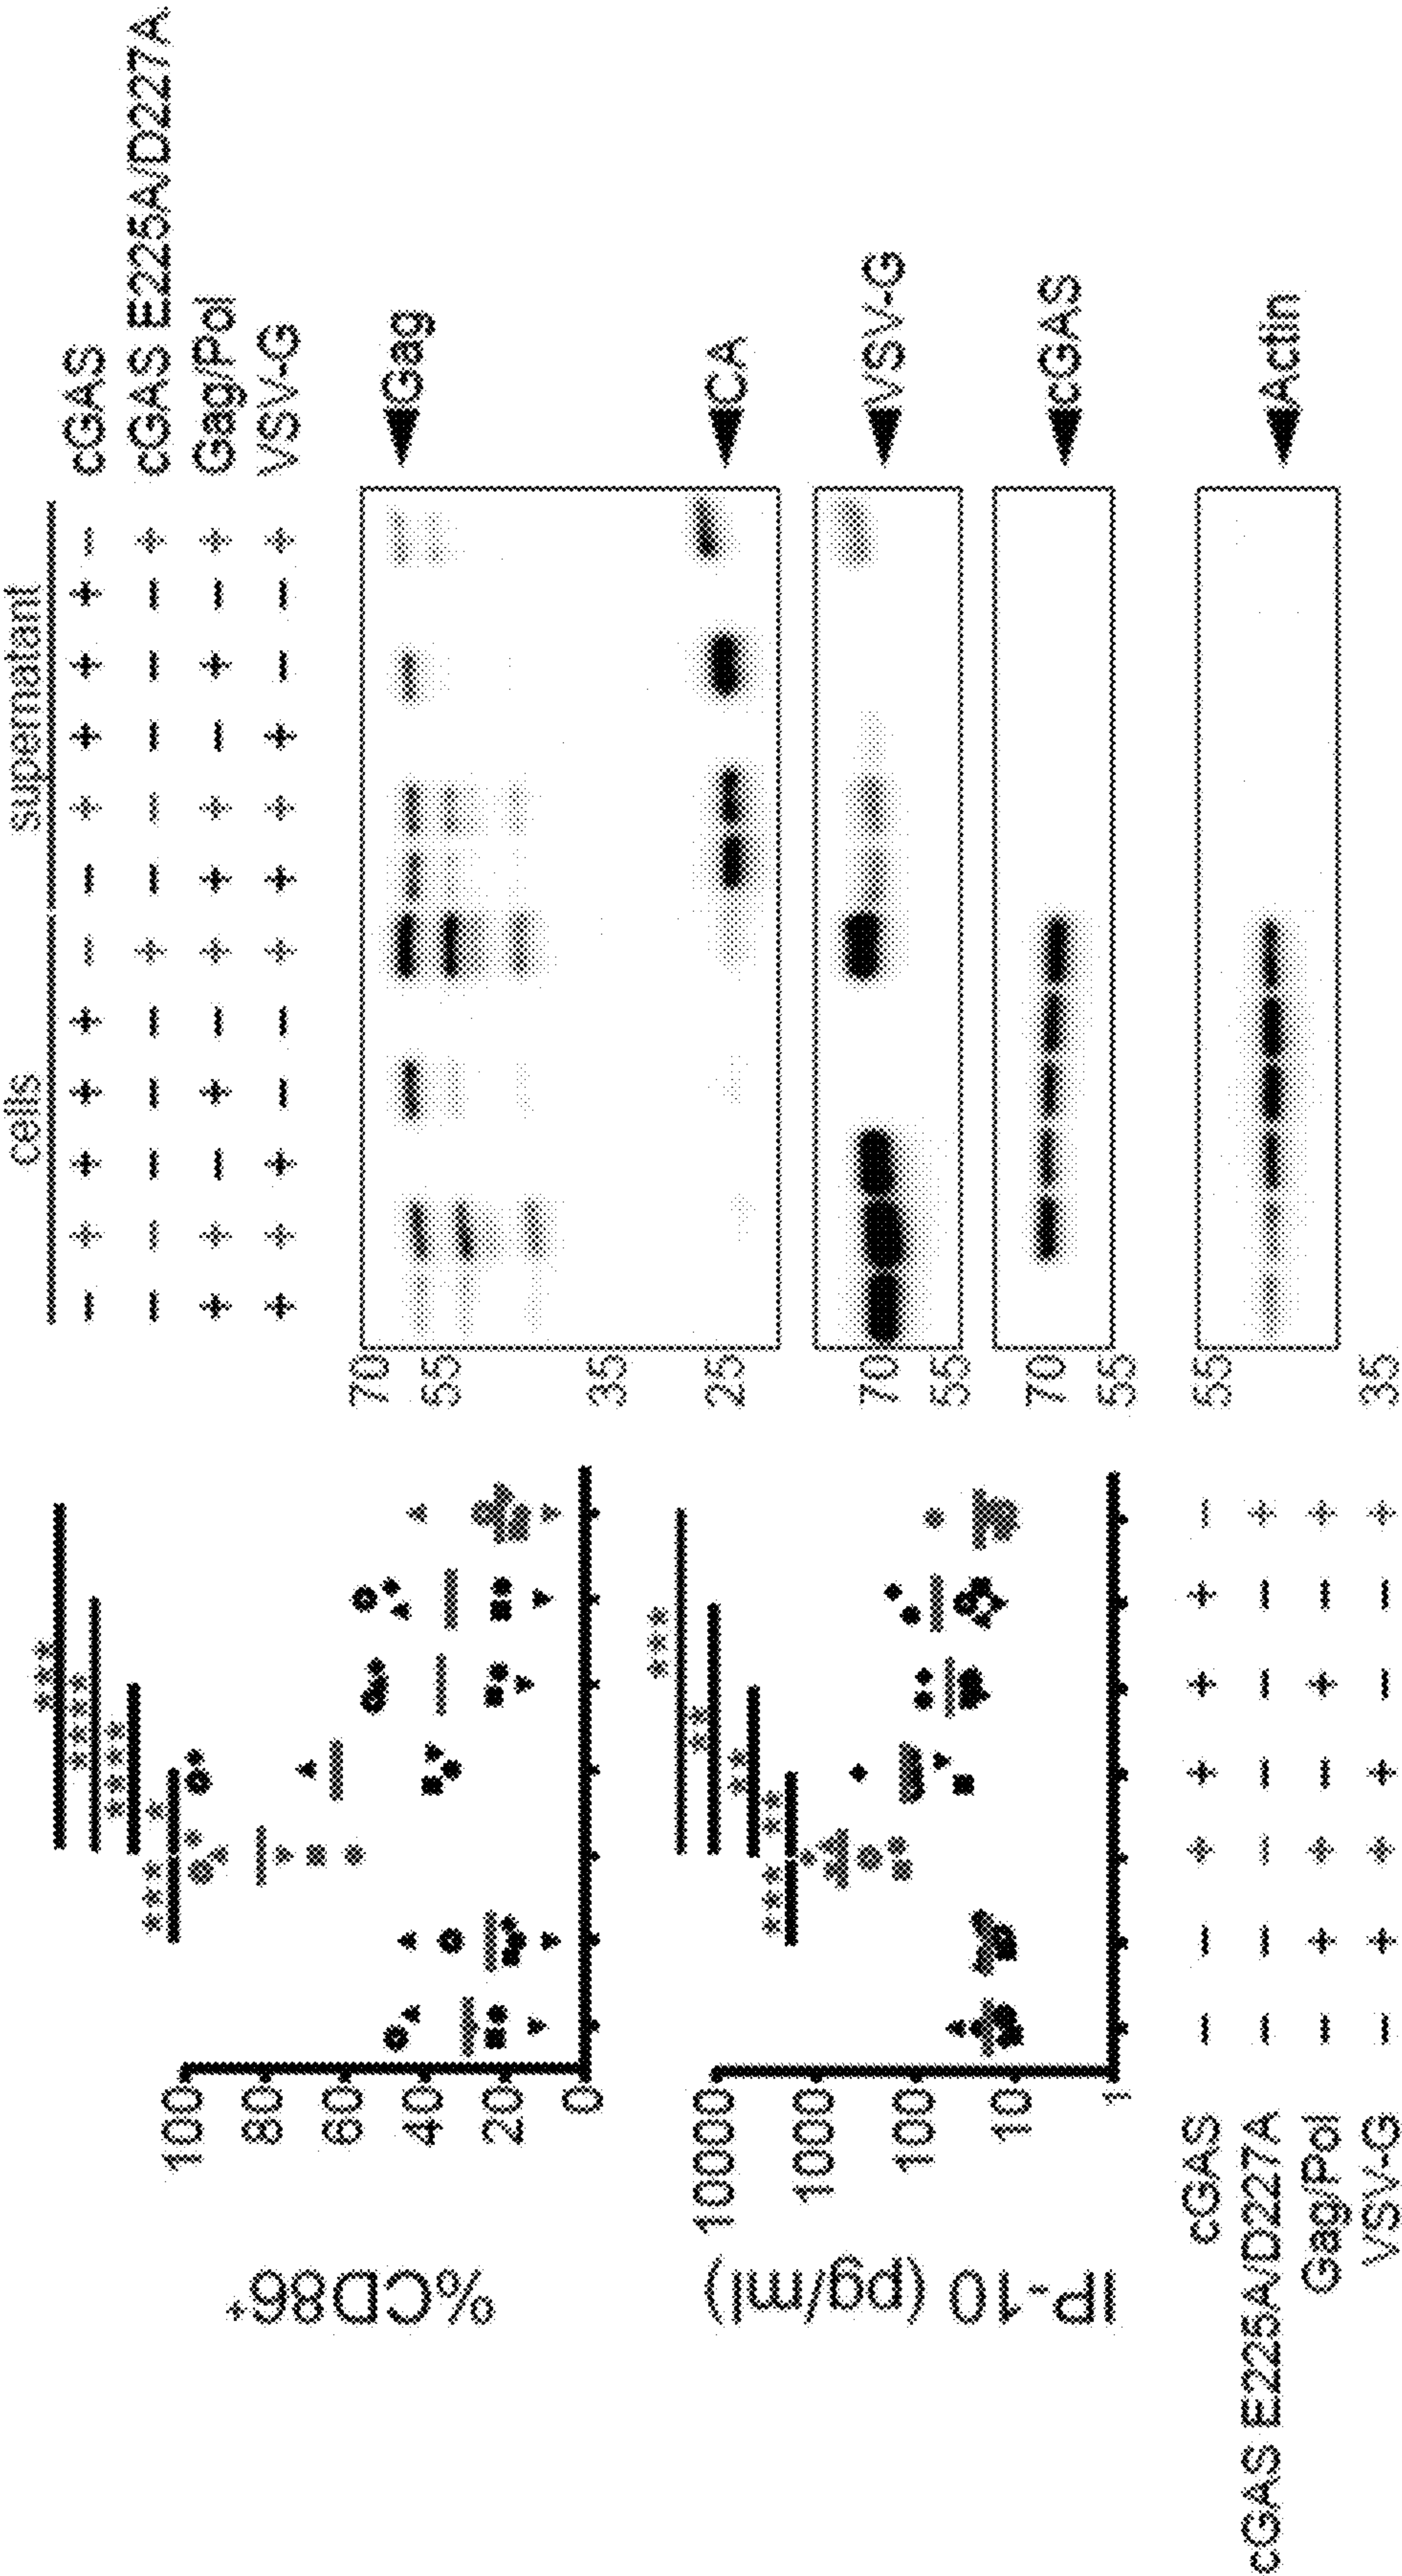 %CD86+
100
80
60
40
20
0
***
****
****
*** *
IP-10 (pg/ml)
10000
1000
100
10
1
***
**
**
*** **
cGAS − − + + + + −
cGAS E225A/D227A − − − − − − +
Gag/Pol − + + − + − +
VSV-G − + + + − − +
cells supernatant
− + + + + − − + + + + − cGAS
− − − − − + − − − − − + cGAS E225A/D227A
+ + − + − + + + − + − + Gag/Pol
+ + + − − + + + + − − + VSV-G
70 Gag
55
35
25 CA
70 VSV-G
55
70 cGAS
55
55 Actin
35